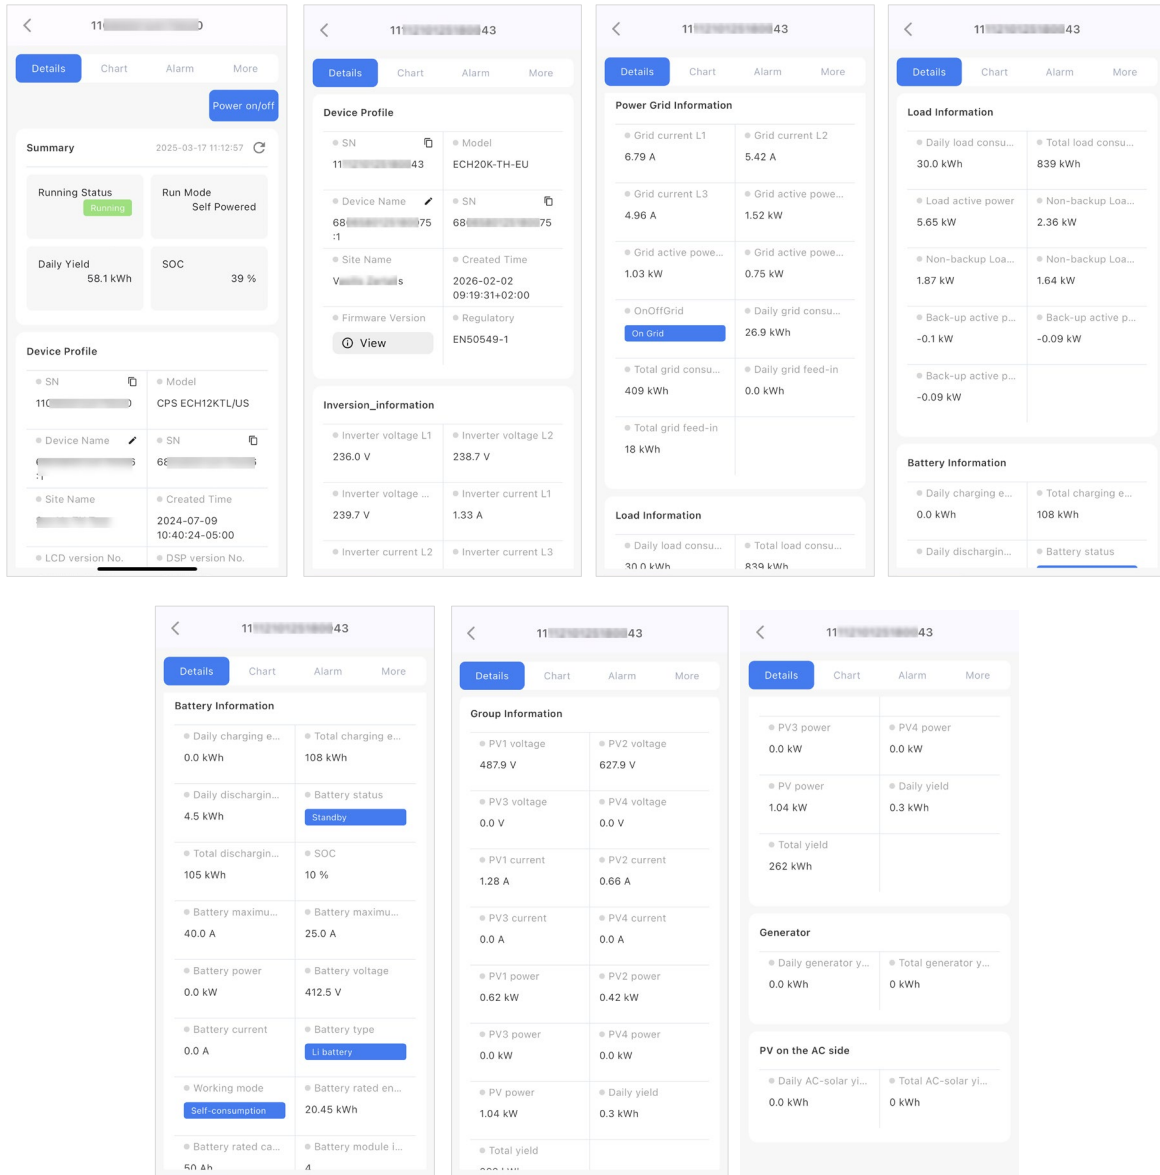 Details Chart Alarm More
Power on/off
Summary 2025-03-17 11:12:57
Running Status Run Mode
Running Self Powered
Daily Yield SOC
58.1 kWh 39 %
Device Profile
SN Model
CPS ECH12KTL/US
Device Name SN
:1
Site Name Created Time
2024-07-09
10:40:24-05:00
LCD version No. DSP version No.
Details Chart Alarm More
Device Profile
SN Model
ECH20K-TH-EU
Device Name SN
:1
Site Name Created Time
2026-02-02
09:19:31+02:00
Firmware Version Regulatory
View EN50549-1
Inversion_information
Inverter voltage L1 Inverter voltage L2
236.0 V 238.7 V
Inverter voltage ... Inverter current L1
239.7 V 1.33 A
Inverter current L2 Inverter current L3
Details Chart Alarm More
Power Grid Information
Grid current L1 Grid current L2
6.79 A 5.42 A
Grid current L3 Grid active powe...
4.96 A 1.52 kW
Grid active powe... Grid active powe...
1.03 kW 0.75 kW
OnOffGrid Daily grid consu...
On Grid 26.9 kWh
Total grid consu... Daily grid feed-in
409 kWh 0.0 kWh
Total grid feed-in
18 kWh
Load Information
Daily load consu... Total load consu...
30.0 kWh 839 kWh
Details Chart Alarm More
Load Information
Daily load consu... Total load consu...
30.0 kWh 839 kWh
Load active power Non-backup Loa...
5.65 kW 2.36 kW
Non-backup Loa... Non-backup Loa...
1.87 kW 1.64 kW
Back-up active p... Back-up active p...
-0.1 kW -0.09 kW
Back-up active p...
-0.09 kW
Battery Information
Daily charging e... Total charging e...
0.0 kWh 108 kWh
Daily dischargin... Battery status
Details Chart Alarm More
Battery Information
Daily charging e... Total charging e...
0.0 kWh 108 kWh
Daily dischargin... Battery status
4.5 kWh Standby
Total dischargin... SOC
105 kWh 10 %
Battery maximu... Battery maximu...
40.0 A 25.0 A
Battery power Battery voltage
0.0 kW 412.5 V
Battery current Battery type
0.0 A Li battery
Working mode Battery rated en...
Self-consumption 20.45 kWh
Battery rated ca... Battery module i...
50 Ah 4
Details Chart Alarm More
Group Information
PV1 voltage PV2 voltage
487.9 V 627.9 V
PV3 voltage PV4 voltage
0.0 V 0.0 V
PV1 current PV2 current
1.28 A 0.66 A
PV3 current PV4 current
0.0 A 0.0 A
PV1 power PV2 power
0.62 kW 0.42 kW
PV3 power PV4 power
0.0 kW 0.0 kW
PV power Daily yield
1.04 kW 0.3 kWh
Total yield
Details Chart Alarm More
PV3 power PV4 power
0.0 kW 0.0 kW
PV power Daily yield
1.04 kW 0.3 kWh
Total yield
262 kWh
Generator
Daily generator y... Total generator y...
0.0 kWh 0 kWh
PV on the AC side
Daily AC-solar yi... Total AC-solar yi...
0.0 kWh 0 kWh